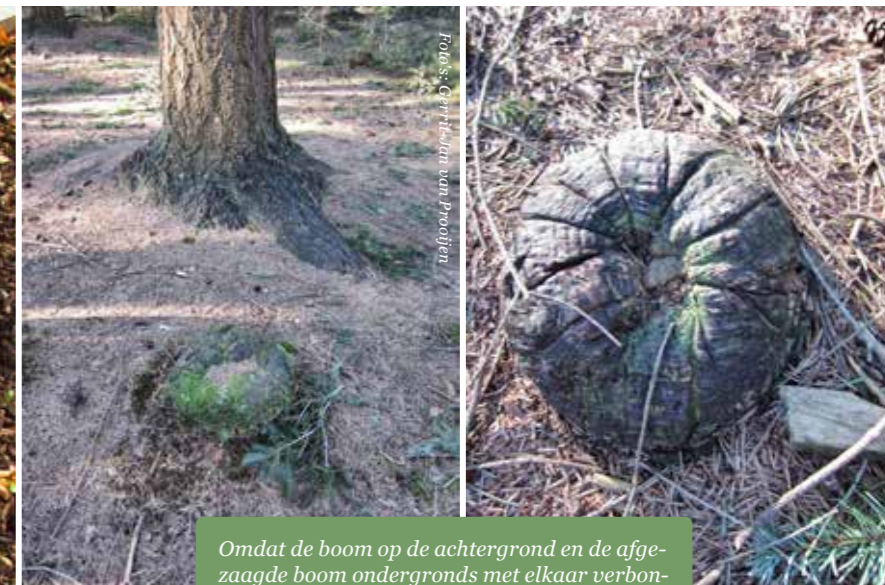 Foto's: Gerrit-Jan van Prooijen
Omdat de boom op de achtergrond en de afge-
zaagde boom ondergronds met elkaar verbon-